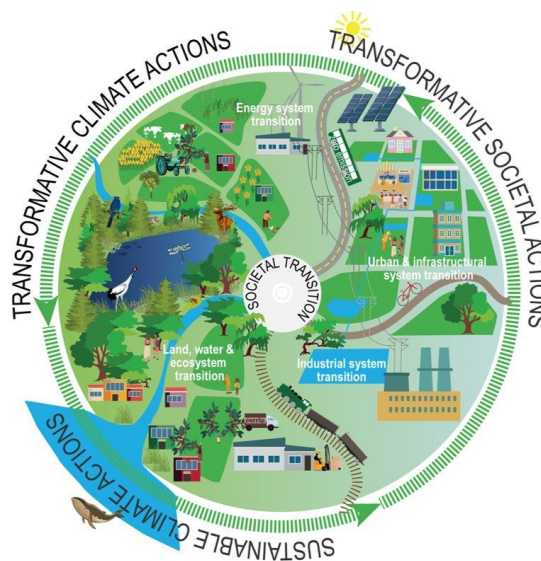 TRANSFORMATIVE CLIMATE ACTIONS
TRANSFORMATIVE SOCIETAL ACTIONS
Energy system
transition
Urban & infrastructural
system transition
SOCIETAL TRANSITION
Land, water &
ecosystem
transition
Industrial system
transition
SUSTAINABLE CLIMATE ACTIONS